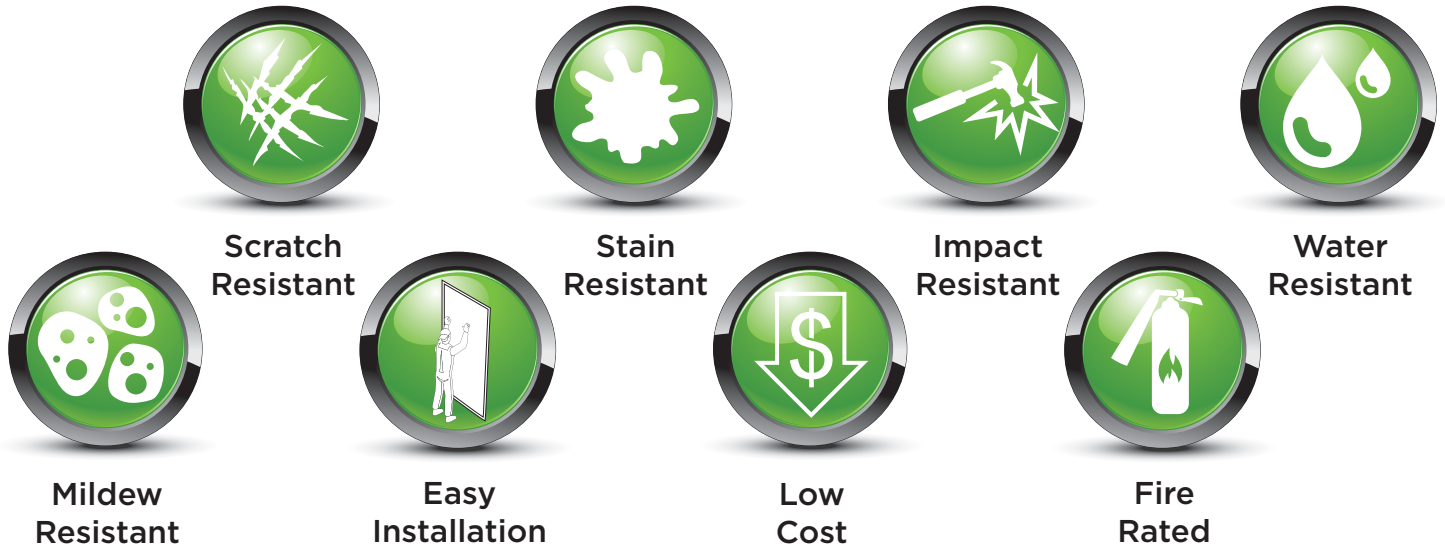 Scratch
Resistant
Stain
Resistant
Impact
Resistant
Water
Resistant
Mildew
Resistant
Easy
Installation
$
Low
Cost
Fire
Rated